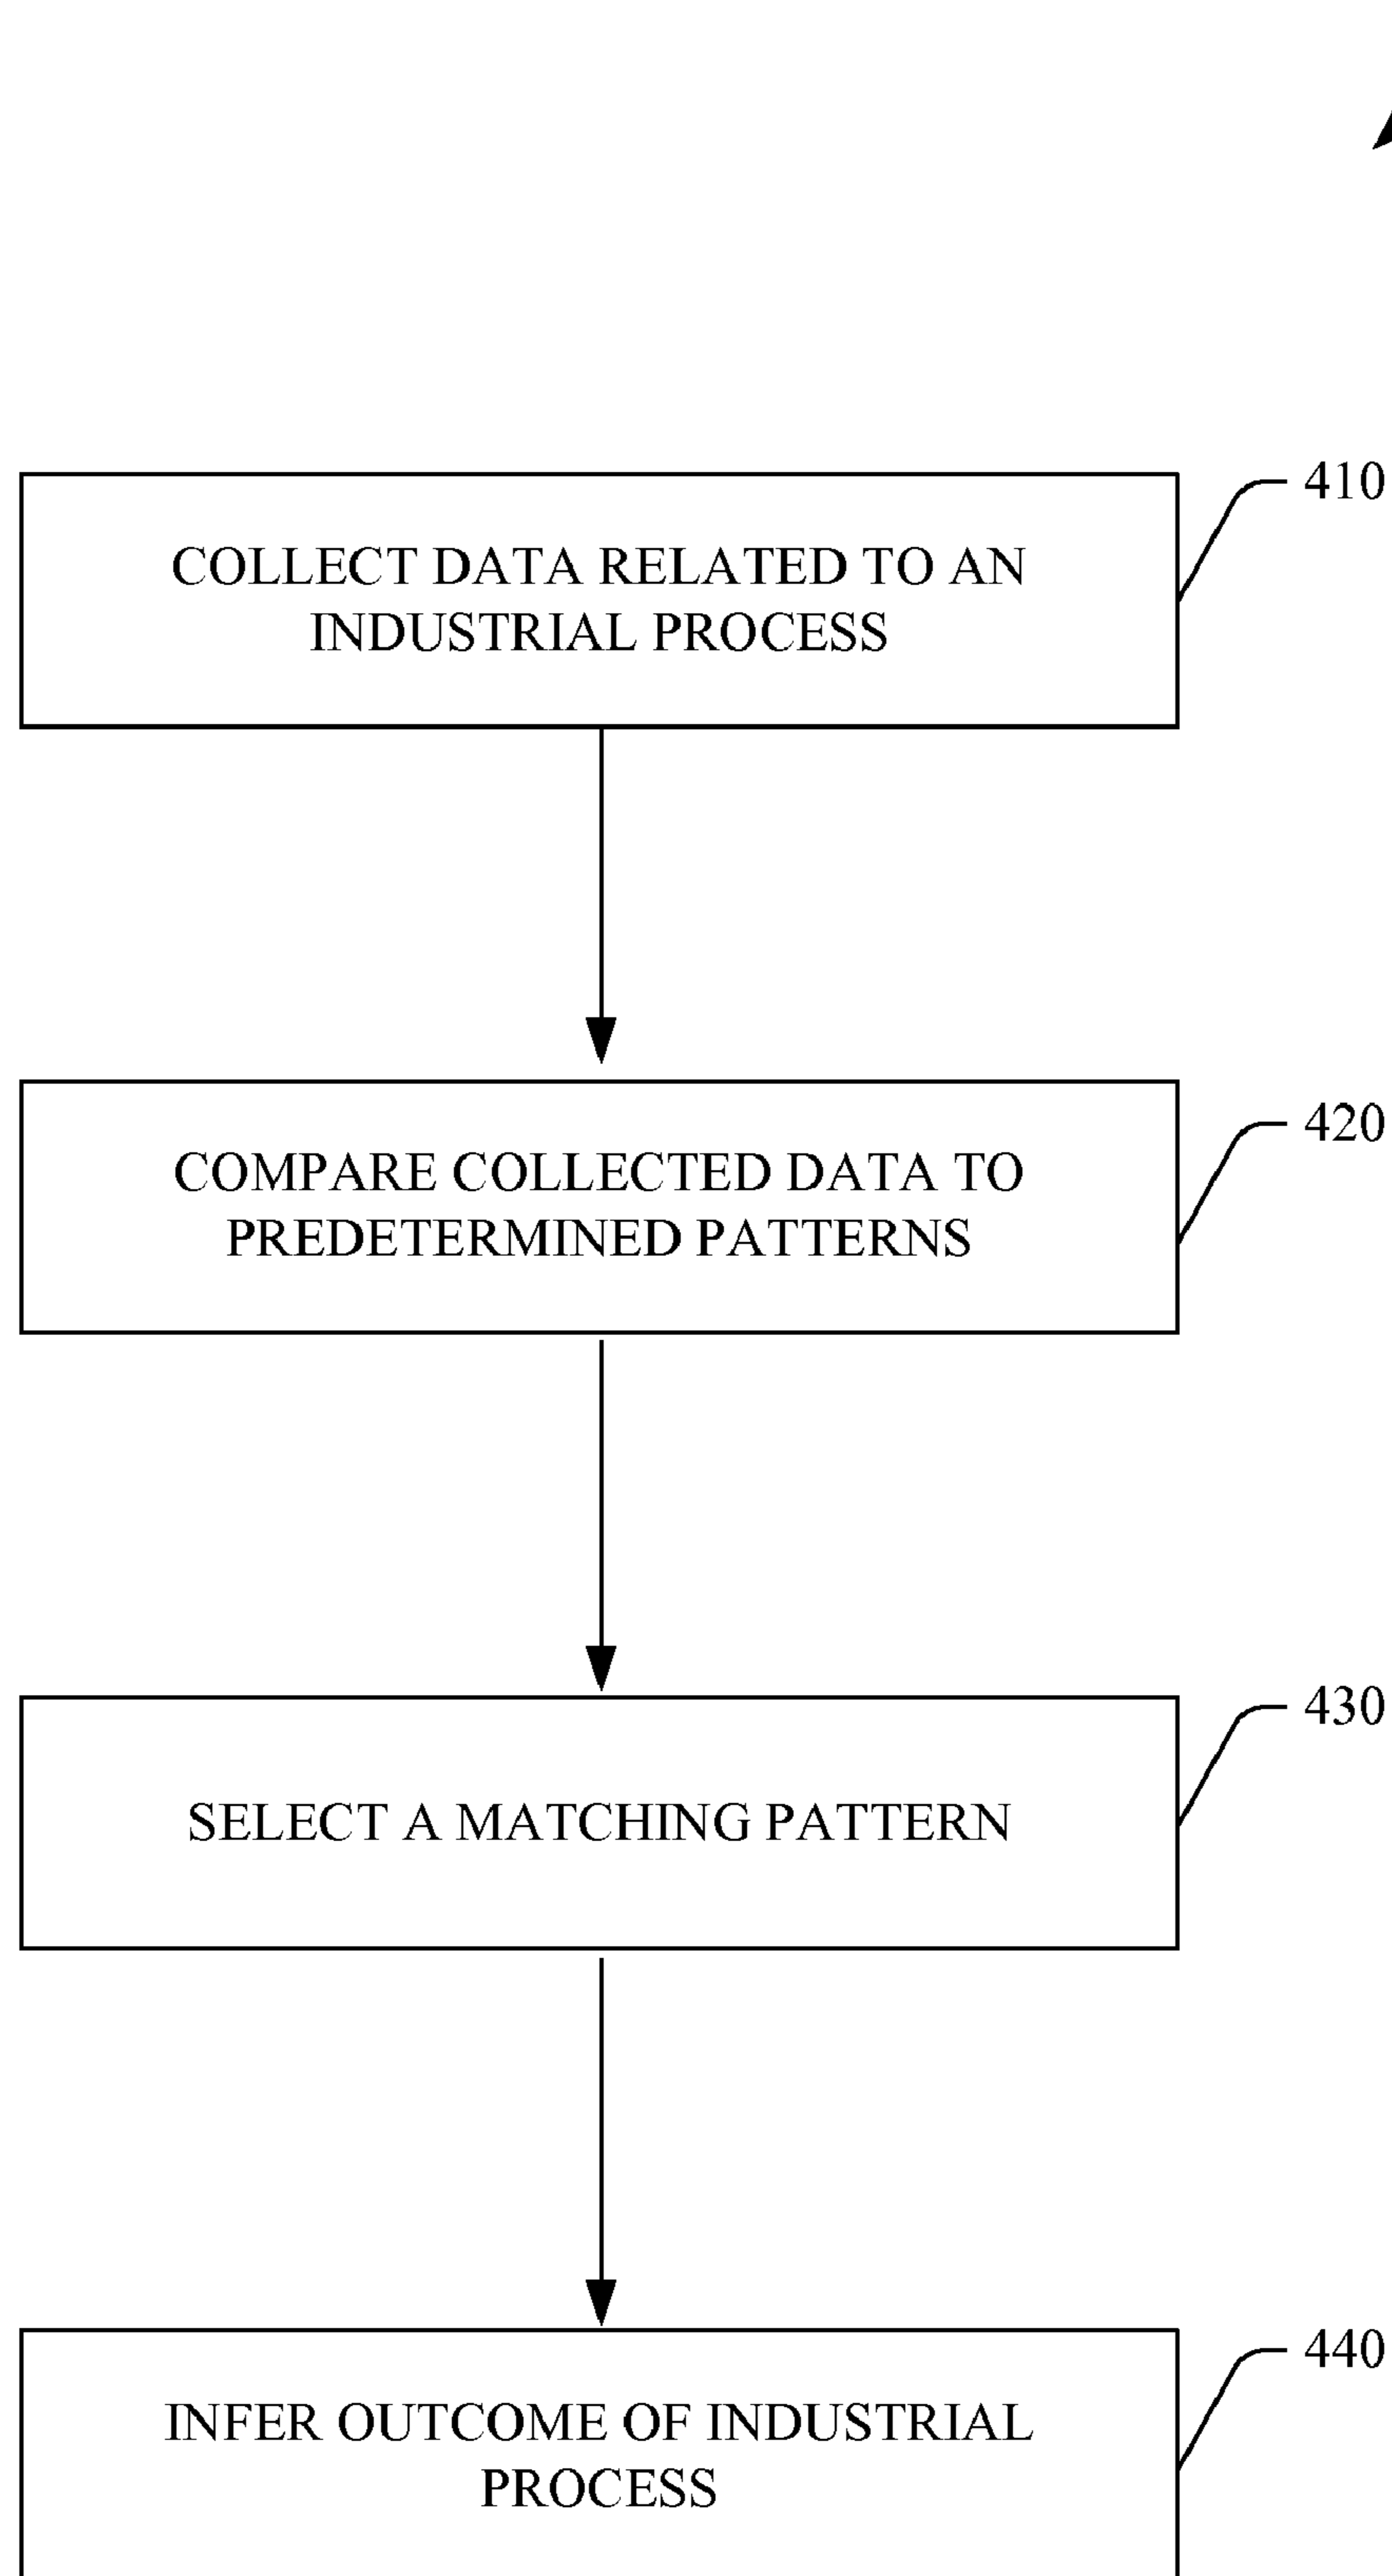 410
COLLECT DATA RELATED TO AN
INDUSTRIAL PROCESS
420
COMPARE COLLECTED DATA TO
PREDETERMINED PATTERNS
430
SELECT A MATCHING PATTERN
440
INFER OUTCOME OF INDUSTRIAL
PROCESS